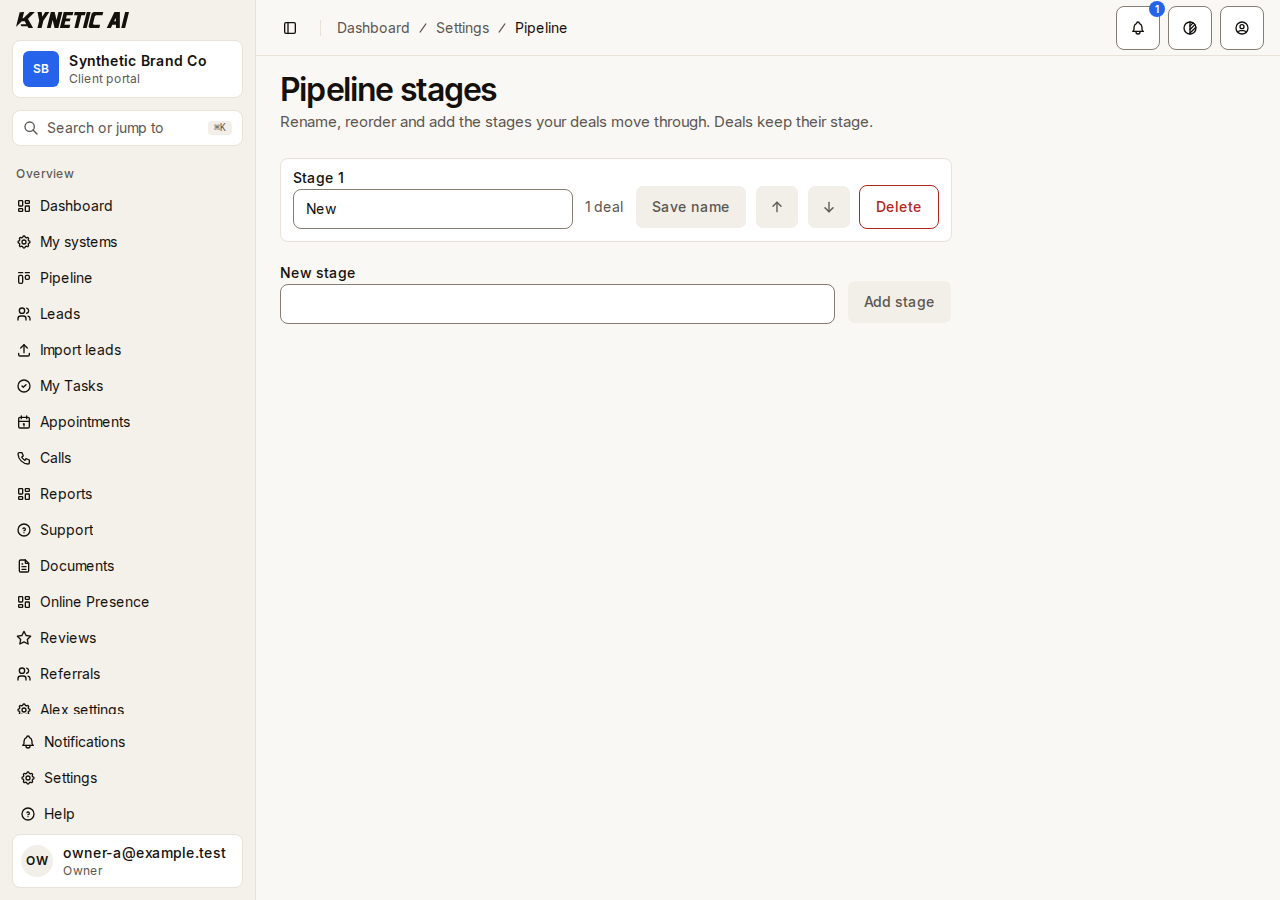 KYNETIC AI
SB
Synthetic Brand Co
Client portal
Search or jump to
⌘K
Overview
Dashboard
My systems
Pipeline
Leads
Import leads
My Tasks
Appointments
Calls
Reports
Support
Documents
Online Presence
Reviews
Referrals
Alex settings
Notifications
Settings
Help
OW
owner-a@example.test
Owner
Dashboard / Settings / Pipeline
1
Pipeline stages
Rename, reorder and add the stages your deals move through. Deals keep their stage.
Stage 1
New
1 deal
Save name
↑
↓
Delete
New stage
Add stage